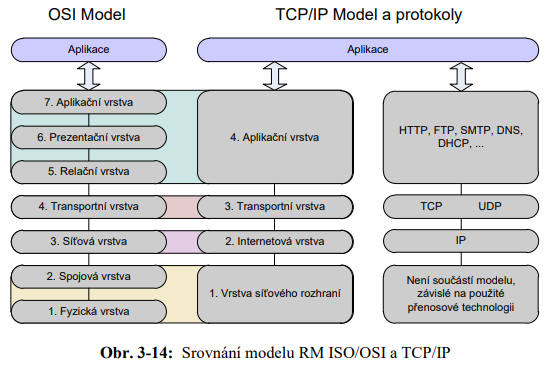 OSI Model
TCP/IP Model a protokoly
Aplikace
Aplikace
7. Aplikační vrstva
6. Prezentační vrstva
5. Relační vrstva
4. Transportní vrstva
3. Síťová vrstva
2. Spojová vrstva
1. Fyzická vrstva
4. Aplikační vrstva
3. Transportní vrstva
2. Internetová vrstva
1. Vrstva síťového rozhraní
HTTP, FTP, SMTP, DNS,
DHCP, ...
TCP UDP
IP
Není součástí modelu,
závislé na použité
přenosové technologii
Obr. 3-14: Srovnání modelu RM ISO/OSI a TCP/IP